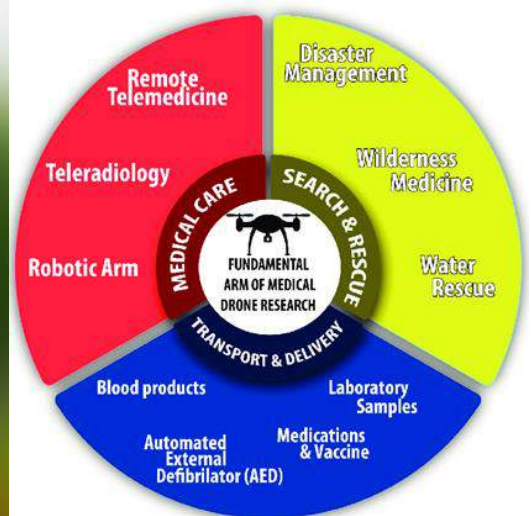 Remote
Telemedicine
Teleradiology
Robotic Arm
MEDICAL CARE
Disaster
Management
Wilderness
Medicine
Water
Rescue
SEARCH & RESCUE
FUNDAMENTAL
ARM OF MEDICAL
DRONE RESEARCH
TRANSPORT & DELIVERY
Blood products
Automated
External
Defibrilator (AED)
Medications
& Vaccine
Laboratory
Samples